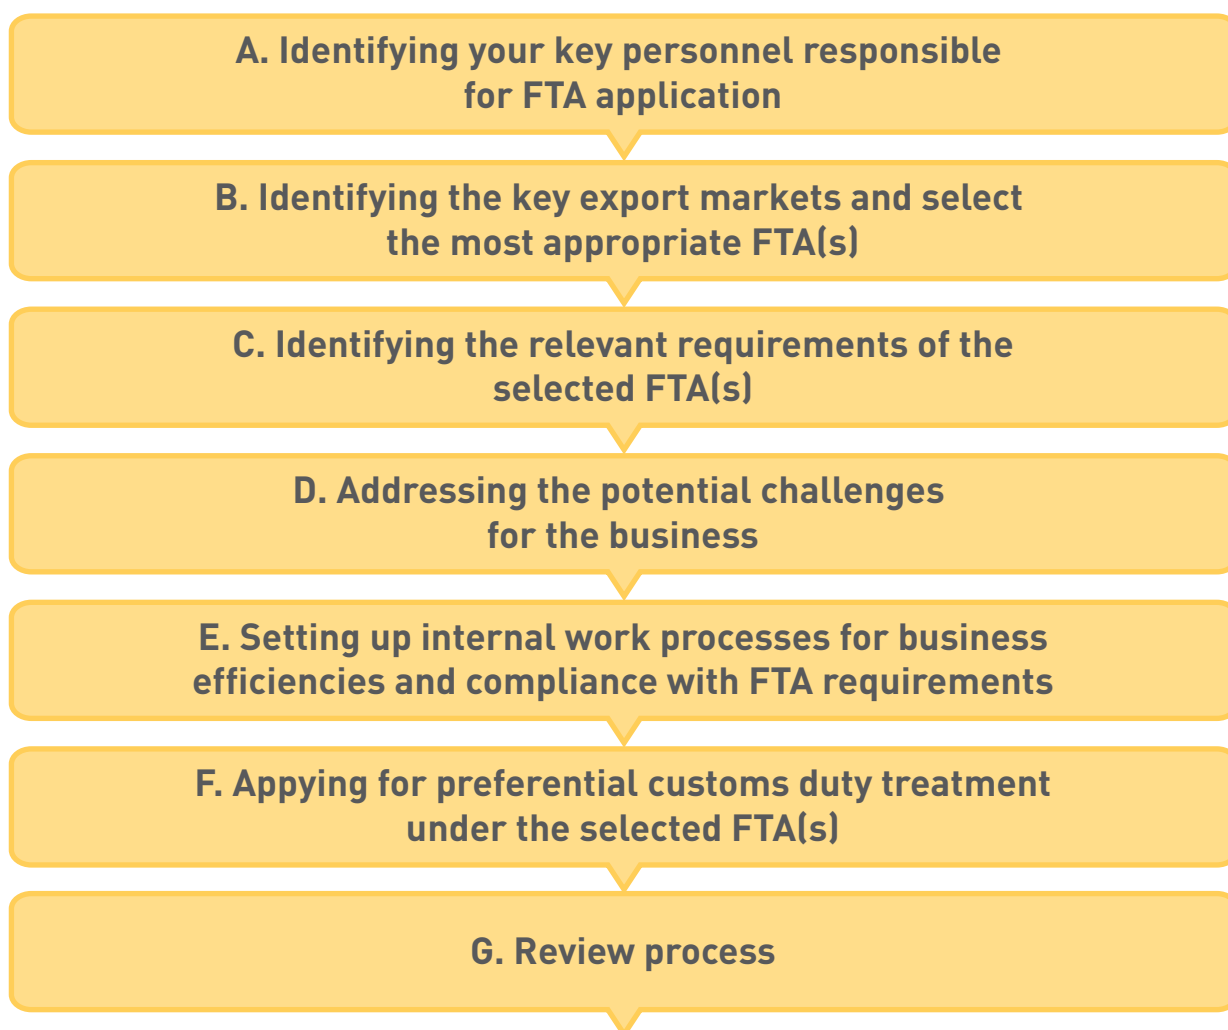 A. Identifying your key personnel responsible
for FTA application
B. Identifying the key export markets and select
the most appropriate FTA(s)
C. Identifying the relevant requirements of the
selected FTA(s)
D. Addressing the potential challenges
for the business
E. Setting up internal work processes for business
efficiencies and compliance with FTA requirements
F. Appying for preferential customs duty treatment
under the selected FTA(s)
G. Review process